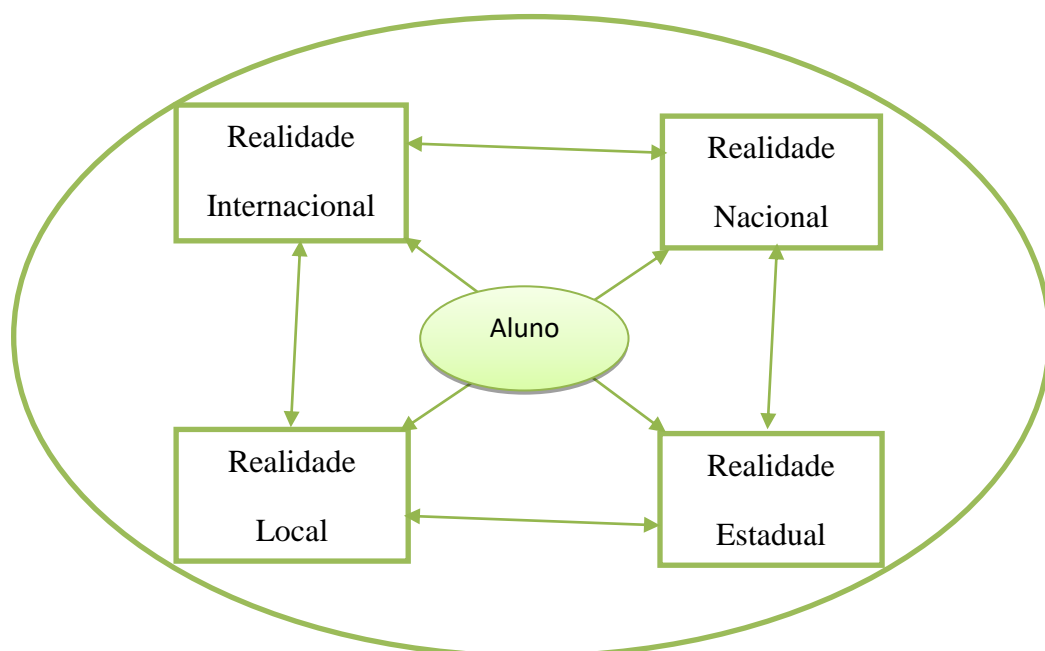 Realidade
Internacional
Realidade
Nacional
Aluno
Realidade
Local
Realidade
Estadual